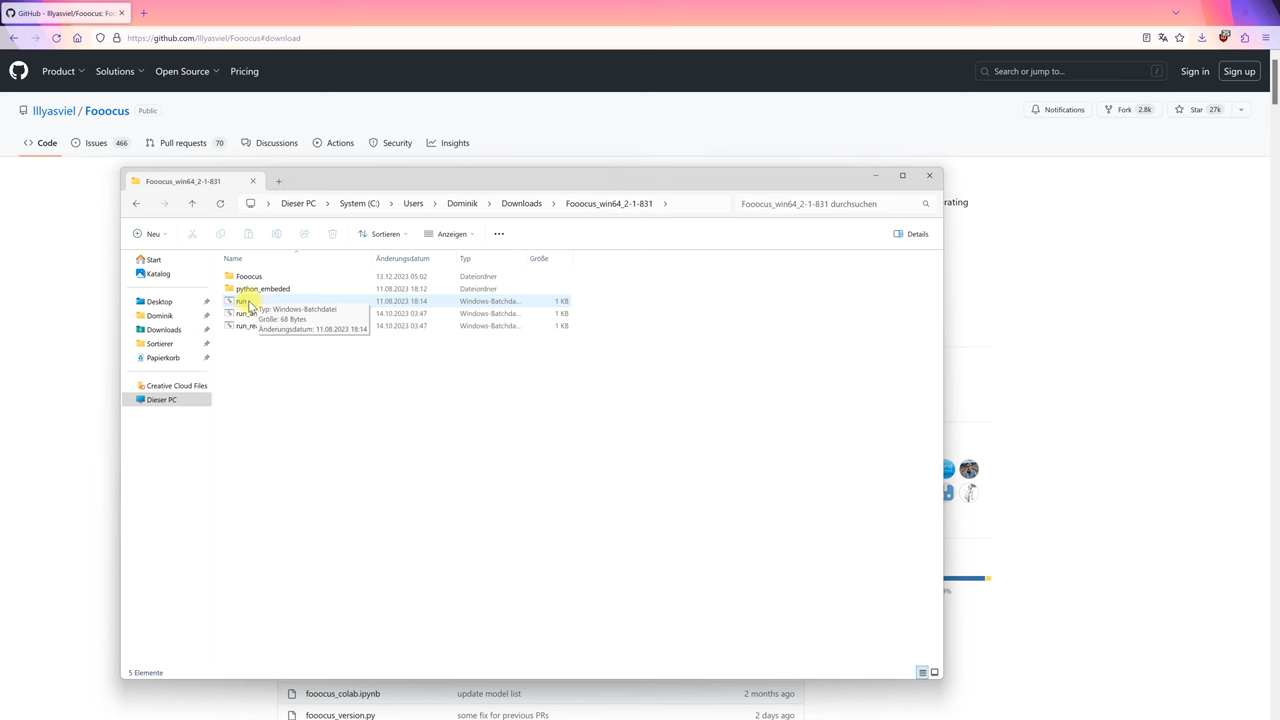 GitHub - lllyasviel/Fooocus: Fo
https://github.com/lllyasviel/Fooocus#download
25
Product Solutions Open Source Pricing
Search or jump to... /
Sign in Sign up
lllyasviel / Fooocus Public
Notifications Fork 2.8k Star 27k
Code Issues 466 Pull requests 70 Discussions Actions Security Insights
Fooocus_win64_2-1-831
Dieser PC System (C:) Users Dominik Downloads Fooocus_win64_2-1-831
Fooocus_win64_2-1-831 durchsuchen
Neu Sortieren Anzeigen Details
Name Änderungsdatum Typ Größe
Start
Katalog
Desktop
Dominik
Downloads
Sortierer
Papierkorb
Creative Cloud Files
Dieser PC
Fooocus 13.12.2023 05:02 Dateiordner
python_embeded 11.08.2023 18:12 Dateiordner
run 11.08.2023 18:14 Windows-Batchda... 1 KB
14.10.2023 03:47 Windows-Batchda... 1 KB
14.10.2023 03:47 Windows-Batchda... 1 KB
Typ: Windows-Batchdatei
Größe: 68 Bytes
Änderungsdatum: 11.08.2023 18:14
5 Elemente
fooocus_colab.ipynb update model list 2 months ago
fooocus_version.py some fix for previous PRs 2 days ago